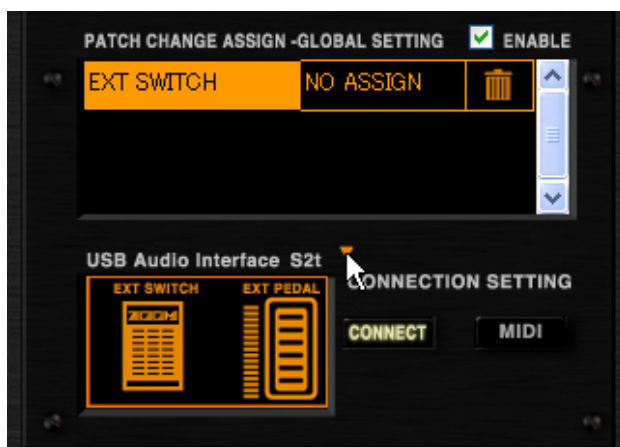 PATCH CHANGE ASSIGN -GLOBAL SETTING ENABLE
EXT SWITCH NO ASSIGN
USB Audio Interface S2t
CONNECTION SETTING
EXT SWITCH EXT PEDAL
ZOOM
CONNECT MIDI